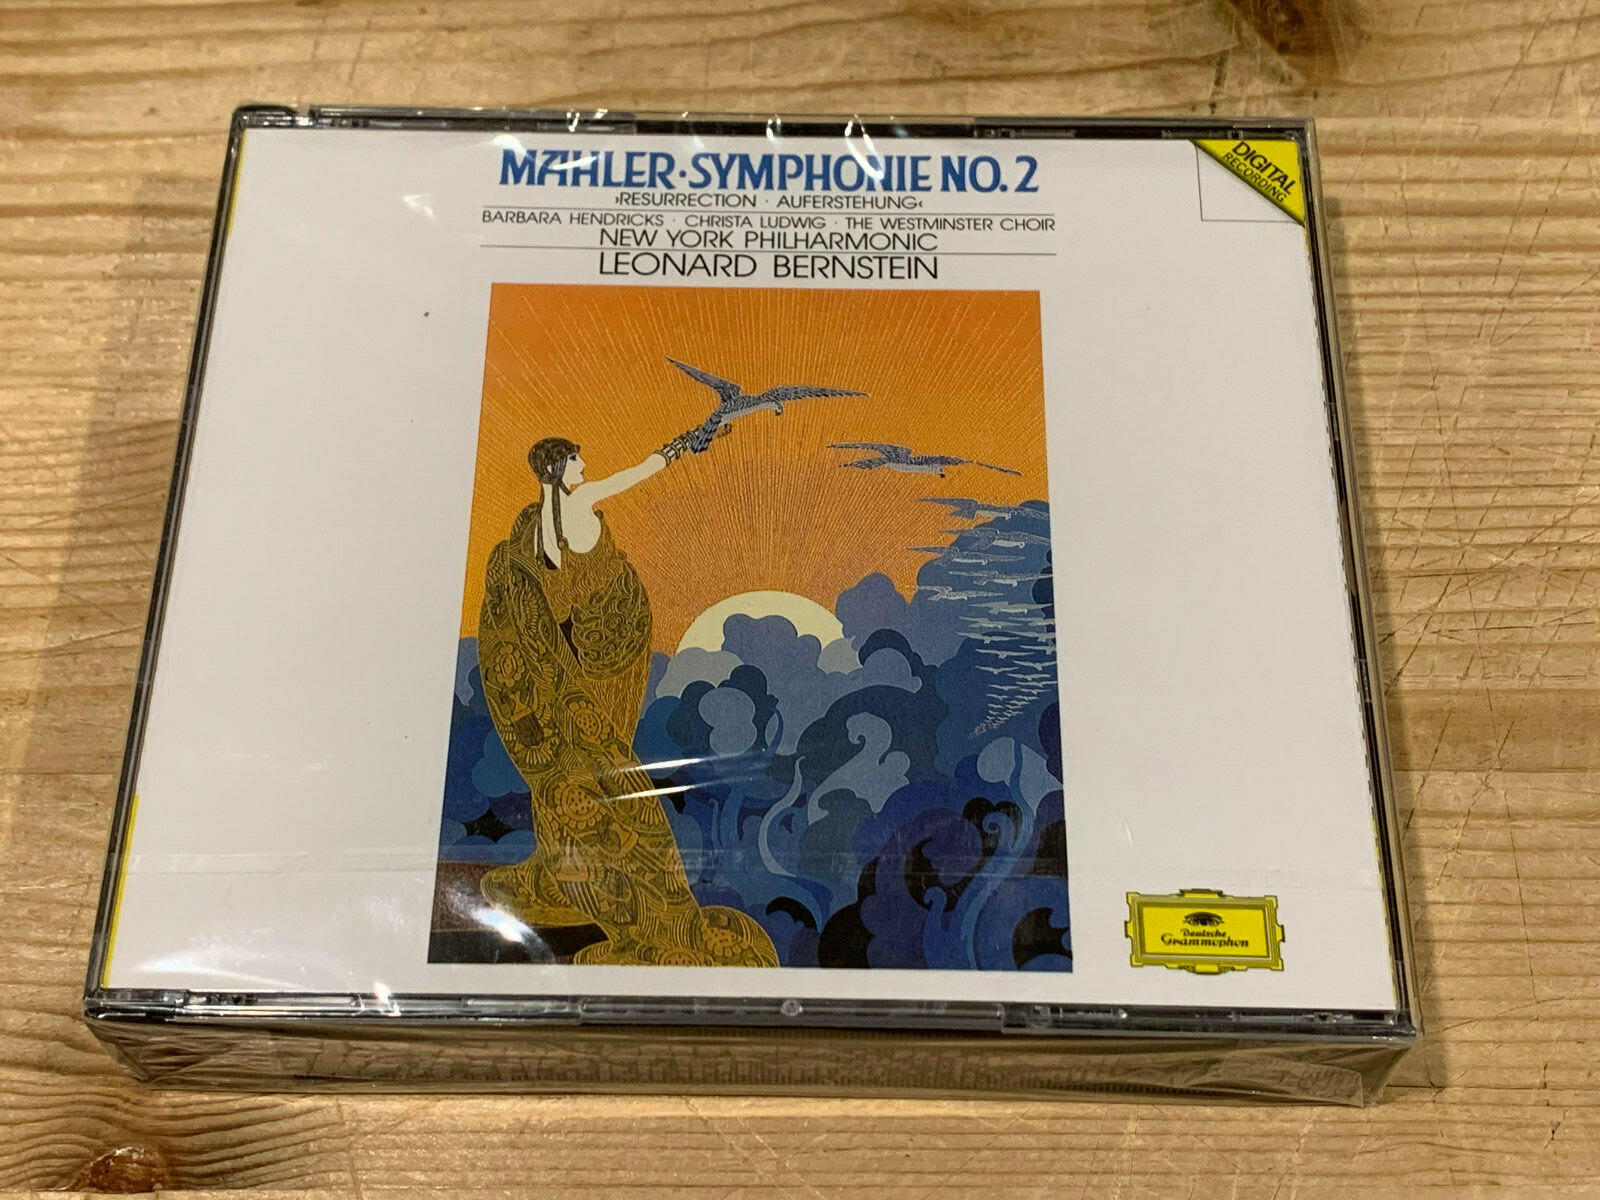 MAHLER·SYMPHONIE NO.2
›RESURRECTION · AUFERSTEHUNG‹
BARBARA HENDRICKS · CHRISTA LUDWIG · THE WESTMINSTER CHOIR
NEW YORK PHILHARMONIC
LEONARD BERNSTEIN
DIGITAL
RECORDING
Deutsche
Grammophon